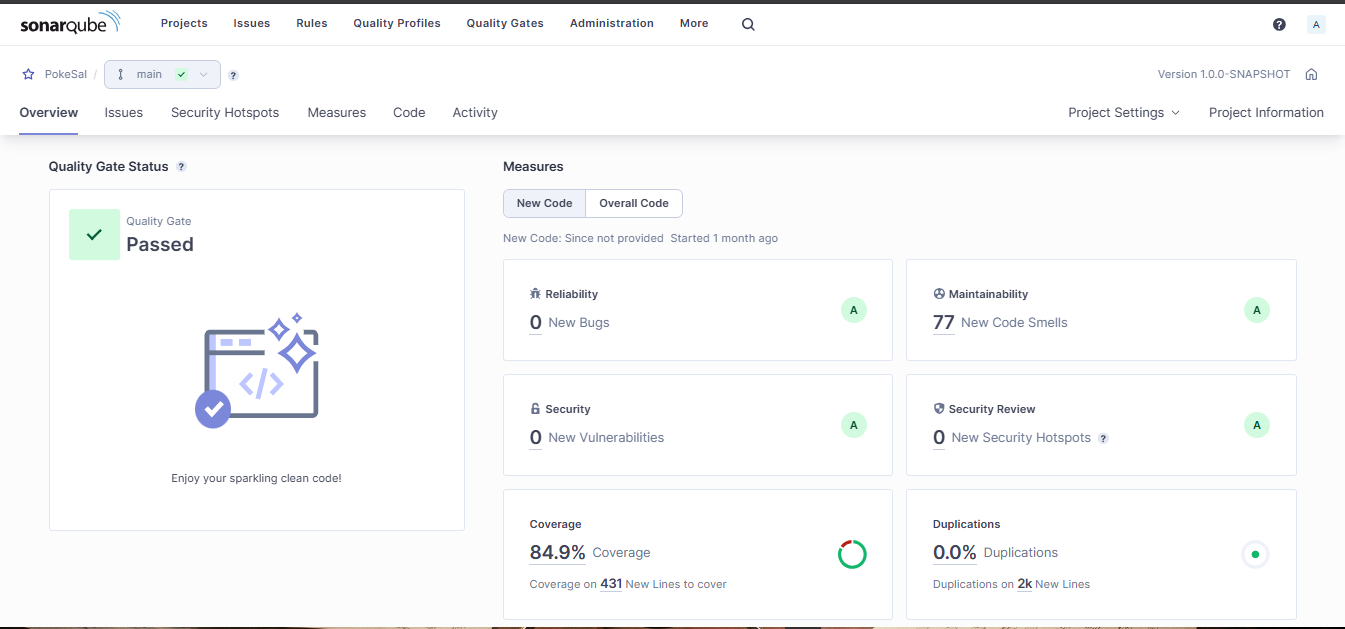 sonarqube Projects Issues Rules Quality Profiles Quality Gates Administration More ? A
PokeSal / main ? Version 1.0.0-SNAPSHOT
Overview Issues Security Hotspots Measures Code Activity Project Settings Project Information
Quality Gate Status ?
Quality Gate
Passed
</>
Enjoy your sparkling clean code!
Measures
New Code Overall Code
New Code: Since not provided Started 1 month ago
Reliability
0 New Bugs
A
Maintainability
77 New Code Smells
A
Security
0 New Vulnerabilities
A
Security Review
0 New Security Hotspots ?
A
Coverage
84.9% Coverage
Coverage on 431 New Lines to cover
Duplications
0.0% Duplications
Duplications on 2k New Lines